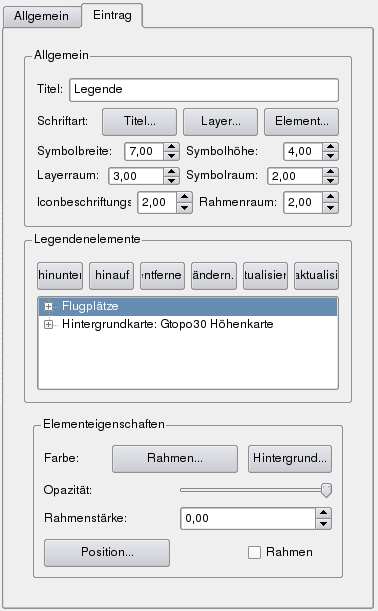 Allgemein Eintrag
Allgemein
Titel: Legende
Schriftart: Titel... Layer... Element...
Symbolbreite: 7,00 Symbolhöhe: 4,00
Layerraum: 3,00 Symbolraum: 2,00
Iconbeschriftungs 2,00 Rahmenraum: 2,00
Legendenelemente
hinunter hinauf entferne ändern. tualisier aktualisi
Flugplätze
Hintergrundkarte: Gtopo30 Höhenkarte
Elementeigenschaften
Farbe: Rahmen... Hintergrund...
Opazität:
Rahmenstärke: 0,00
Position... Rahmen